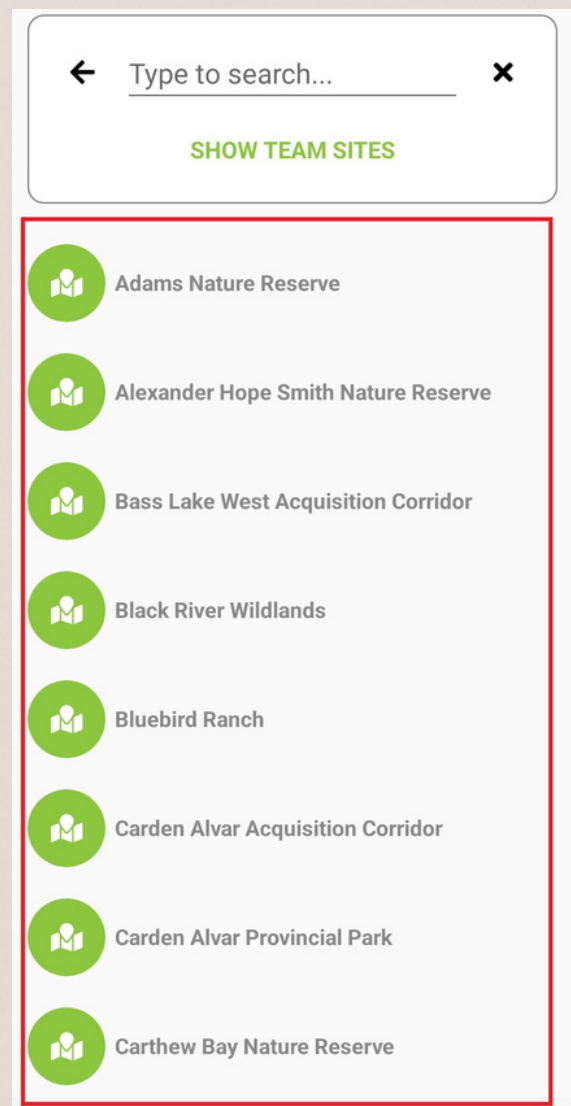 Type to search...
SHOW TEAM SITES
Adams Nature Reserve
Alexander Hope Smith Nature Reserve
Bass Lake West Acquisition Corridor
Black River Wildlands
Bluebird Ranch
Carden Alvar Acquisition Corridor
Carden Alvar Provincial Park
Carthew Bay Nature Reserve